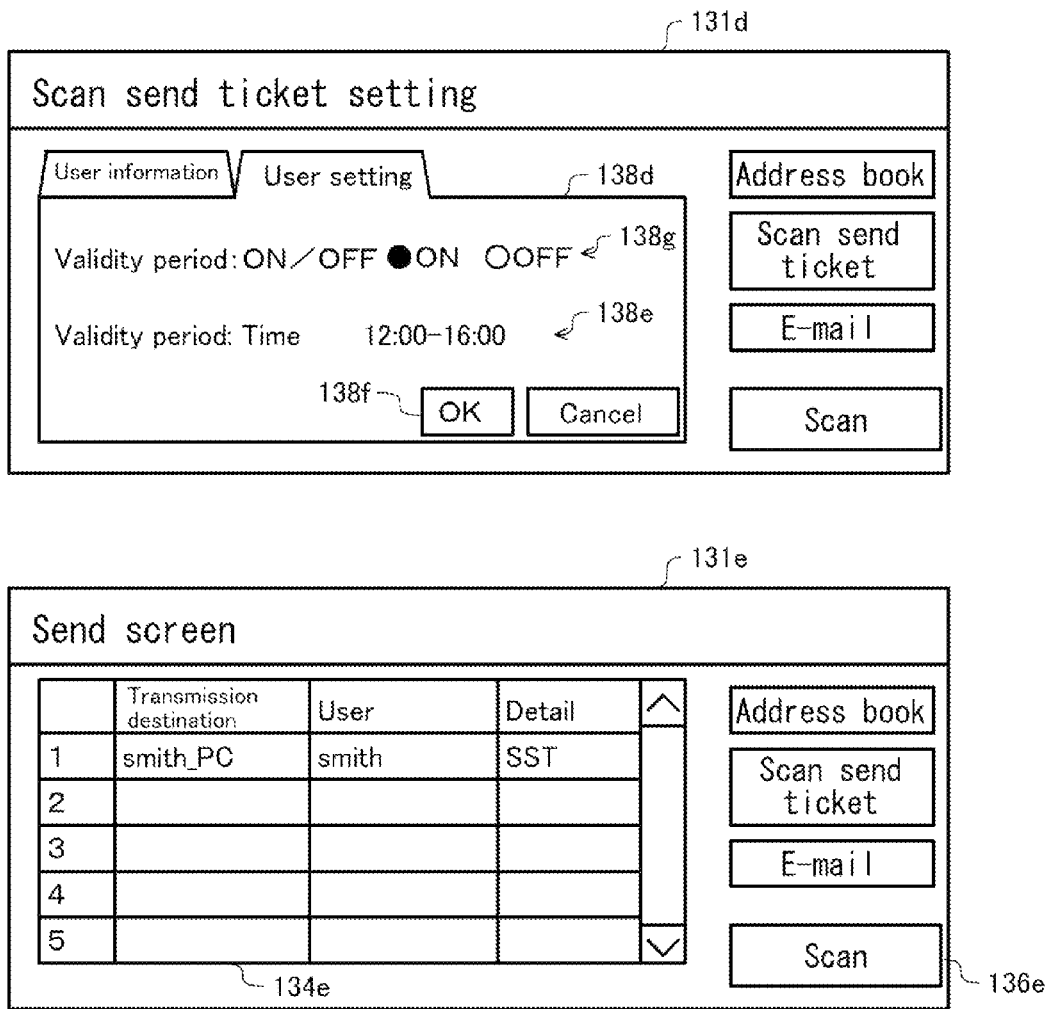 131d
Scan send ticket setting
User information
User setting
138d
Address book
Validity period: ON/OFF ●ON ○OFF
138g
Scan send
ticket
Validity period: Time 12:00-16:00
138e
E-mail
138f
OK
Cancel
Scan
131e
Send screen
Transmission
destination
User
Detail
Address book
1 smith_PC smith SST
Scan send
ticket
2
3
E-mail
4
5
Scan
134e
136e